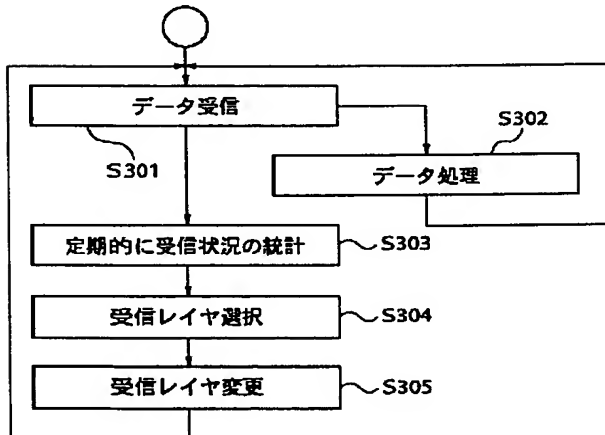 データ受信
S301
S302
データ処理
定期的に受信状況の統計
S303
受信レイヤ選択
S304
受信レイヤ変更
S305